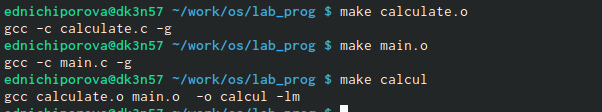 ednichiporova@dk3n57 ~/work/os/lab_prog $ make calculate.o
gcc -c calculate.c -g
ednichiporova@dk3n57 ~/work/os/lab_prog $ make main.o
gcc -c main.c -g
ednichiporova@dk3n57 ~/work/os/lab_prog $ make calcul
gcc calculate.o main.o  -o calcul -lm
ednichiporova@dk3n57 ~/work/os/lab_prog $